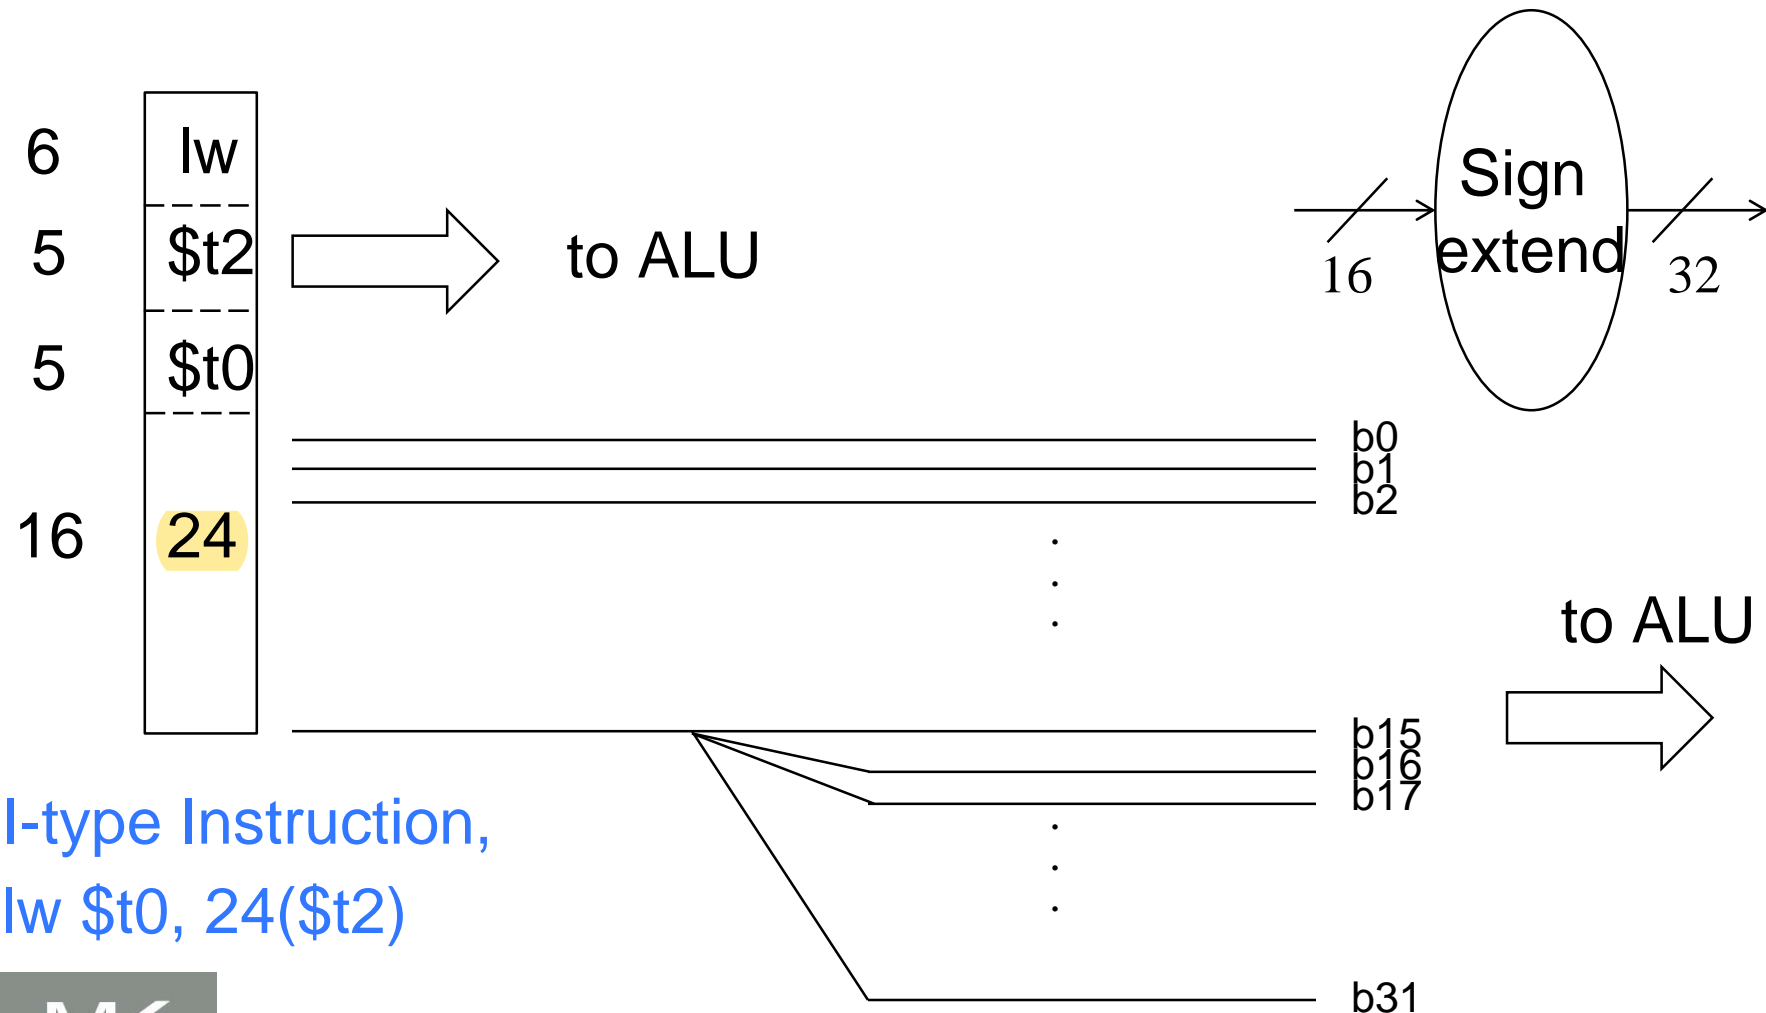 6 lw
5 $t2
to ALU
5 $t0
16 24
Sign
extend
16
32
b0
b1
b2
.
.
.
to ALU
b15
b16
b17
.
.
.
b31
I-type Instruction,
lw $t0, 24($t2)